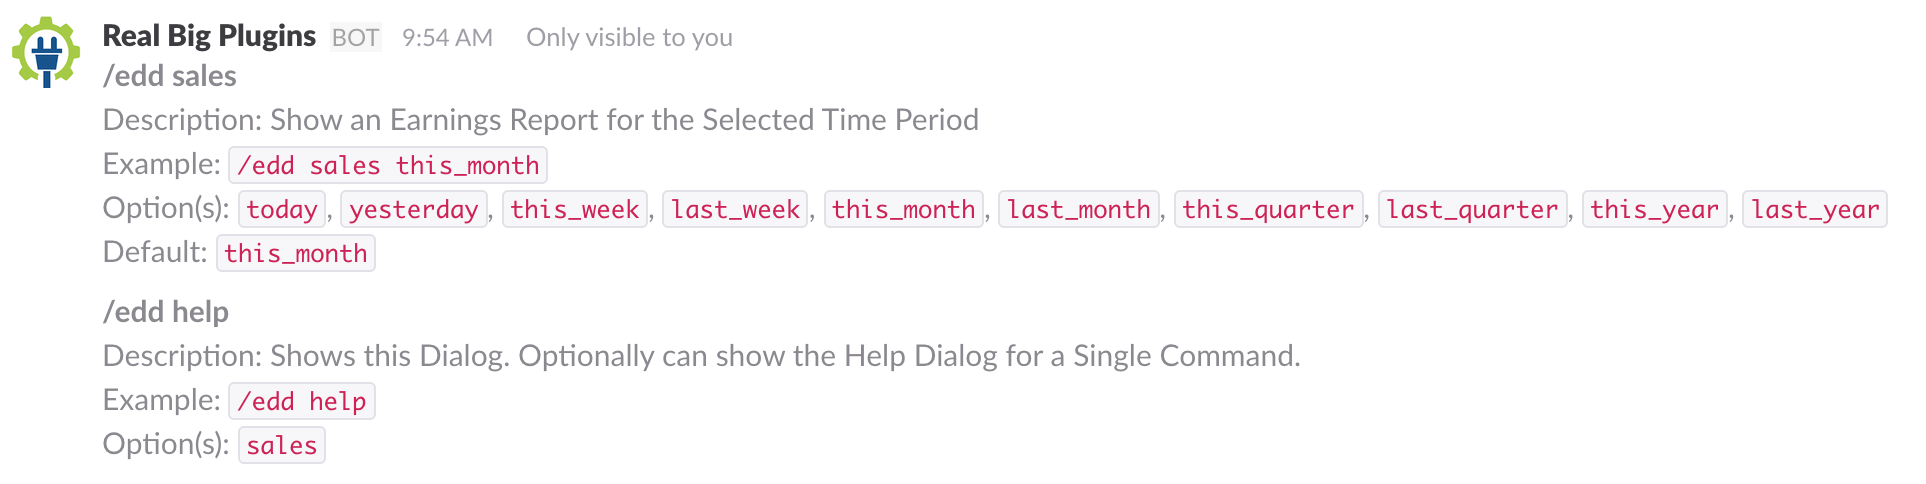 Real Big Plugins BOT 9:54 AM Only visible to you
/edd sales
Description: Show an Earnings Report for the Selected Time Period
Example: /edd sales this_month
Option(s): today, yesterday, this_week, last_week, this_month, last_month, this_quarter, last_quarter, this_year, last_year
Default: this_month
/edd help
Description: Shows this Dialog. Optionally can show the Help Dialog for a Single Command.
Example: /edd help
Option(s): sales